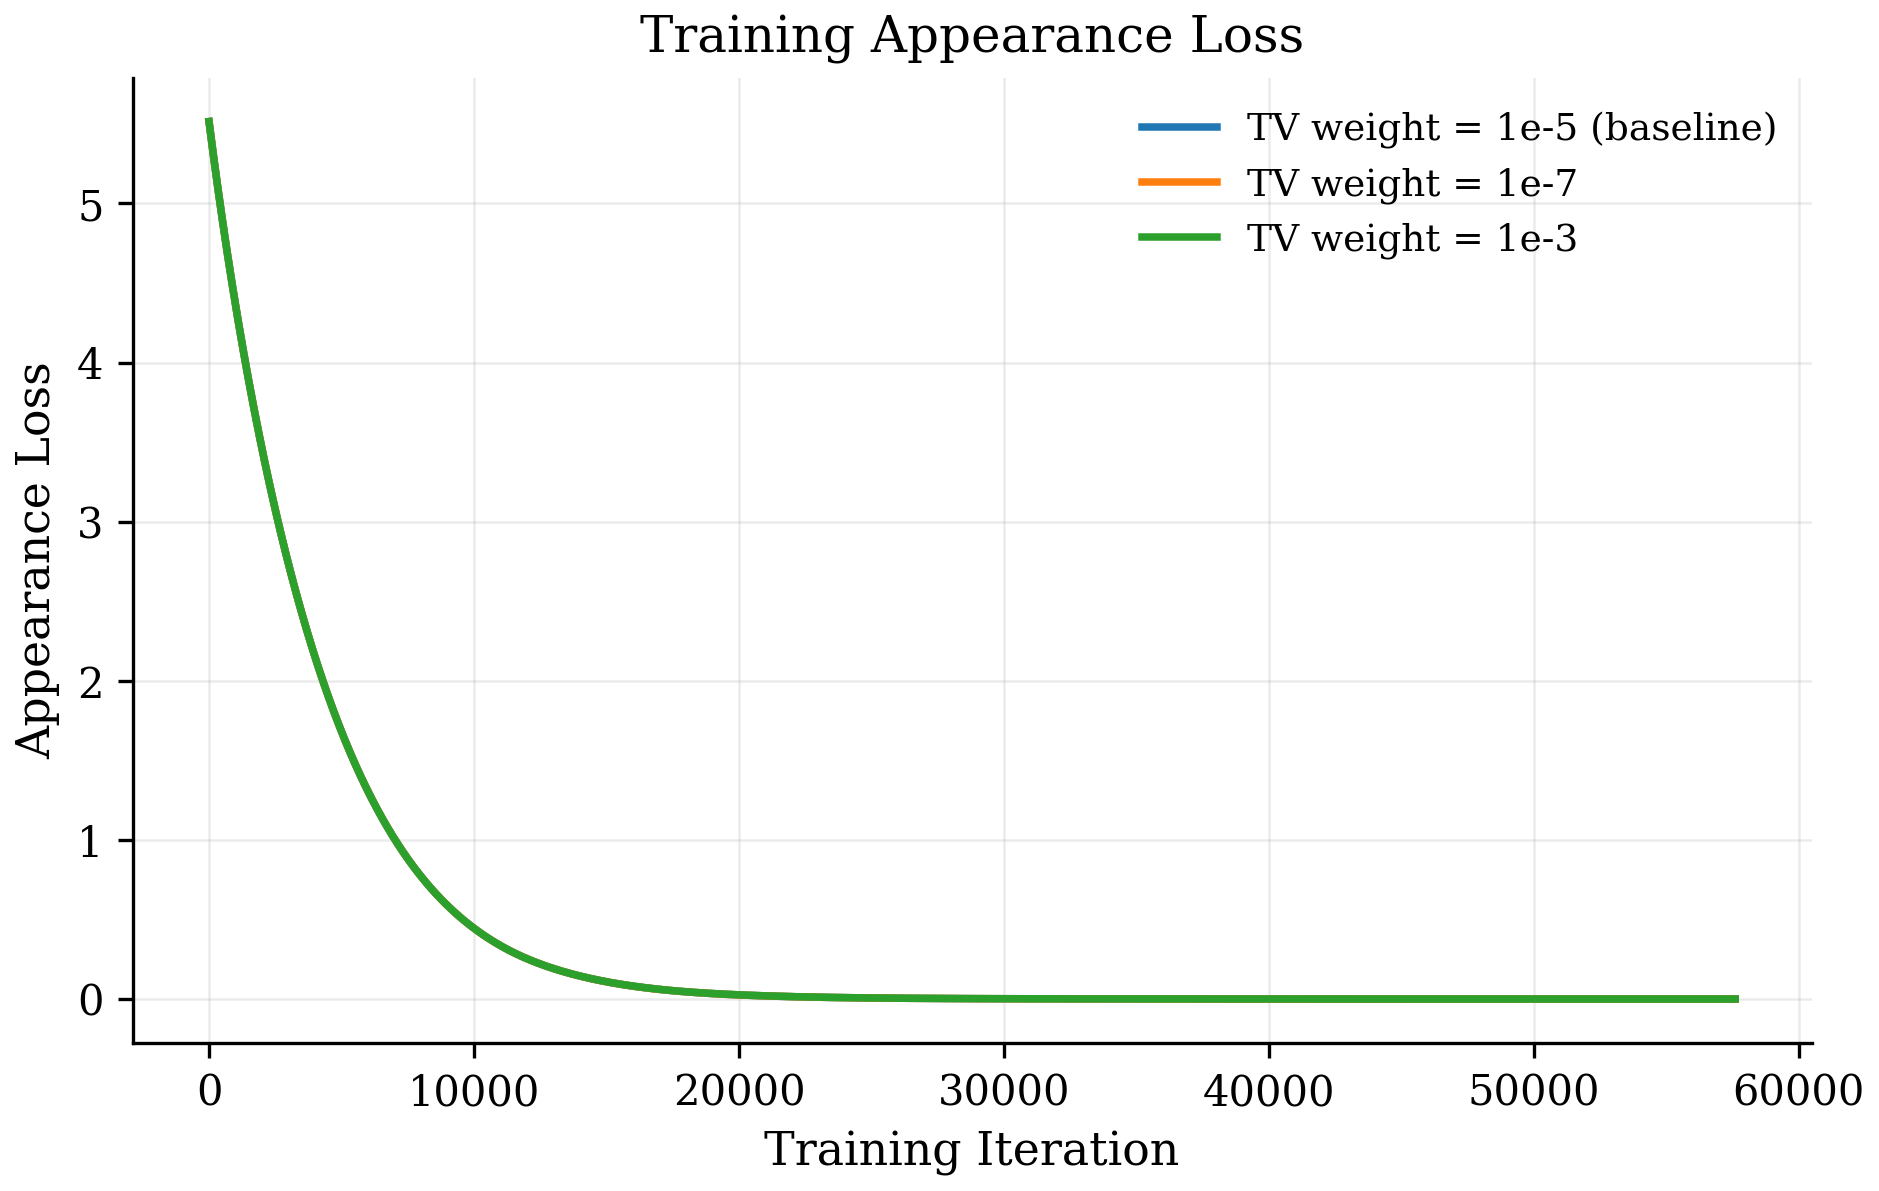 Training Appearance Loss
TV weight = 1e-5 (baseline)
TV weight = 1e-7
TV weight = 1e-3
Appearance Loss
5
4
3
2
1
0
0 10000 20000 30000 40000 50000 60000
Training Iteration